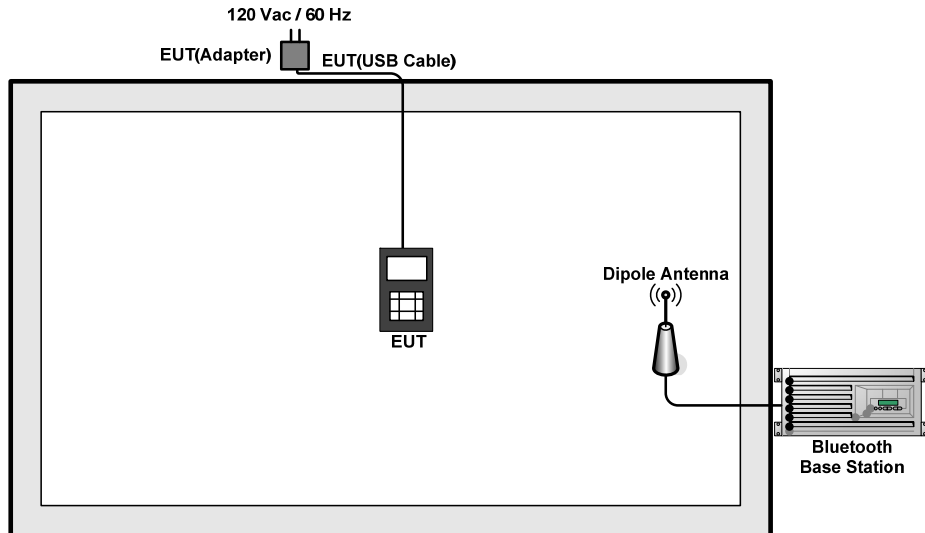 120 Vac / 60 Hz
EUT(Adapter)
EUT(USB Cable)
Dipole Antenna
EUT
Bluetooth
Base Station